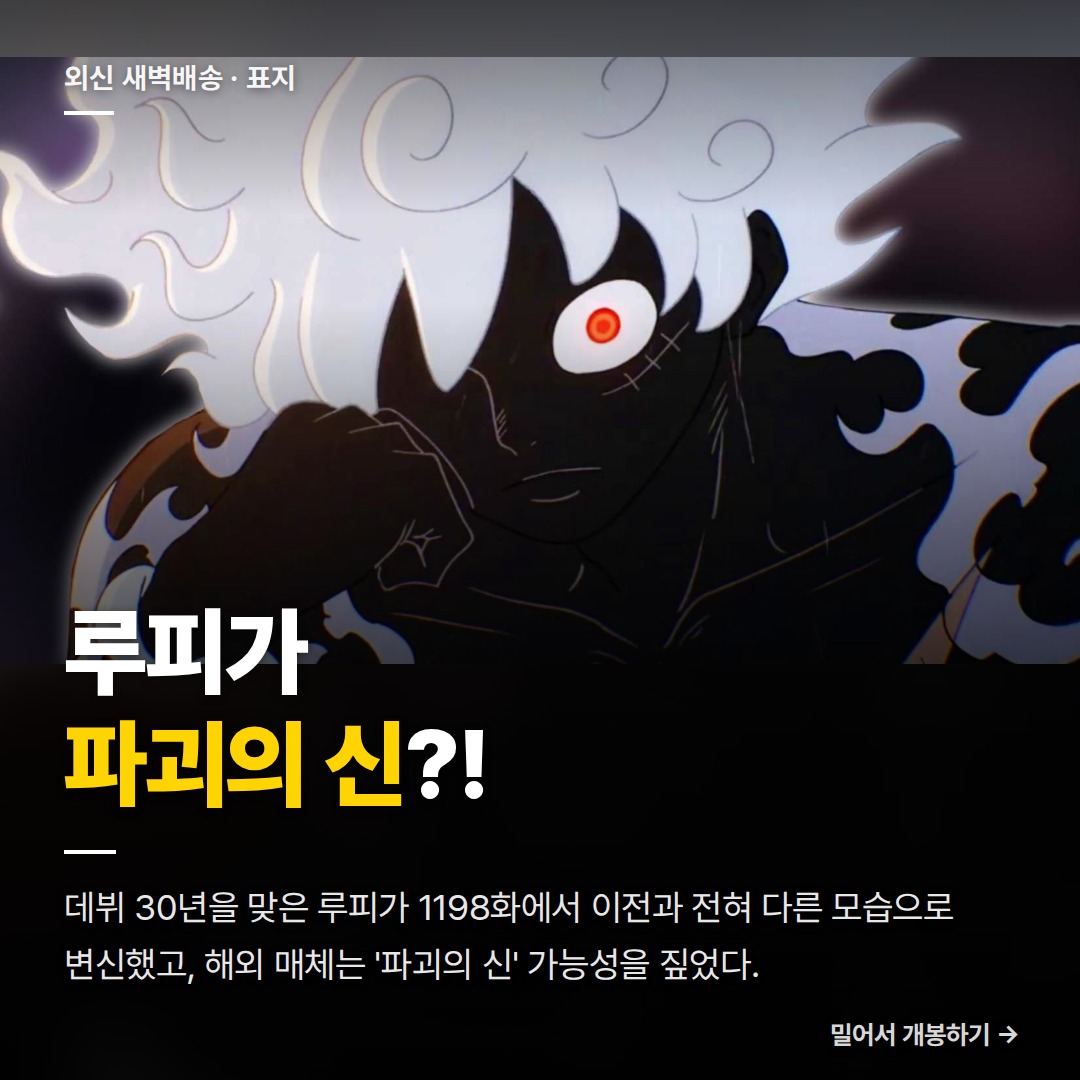 외신 새벽배송 · 표지
루피가
파괴의 신?!
데뷔 30년을 맞은 루피가 1198화에서 이전과 전혀 다른 모습으로
변신했고, 해외 매체는 '파괴의 신' 가능성을 짚었다.
밀어서 개봉하기 →